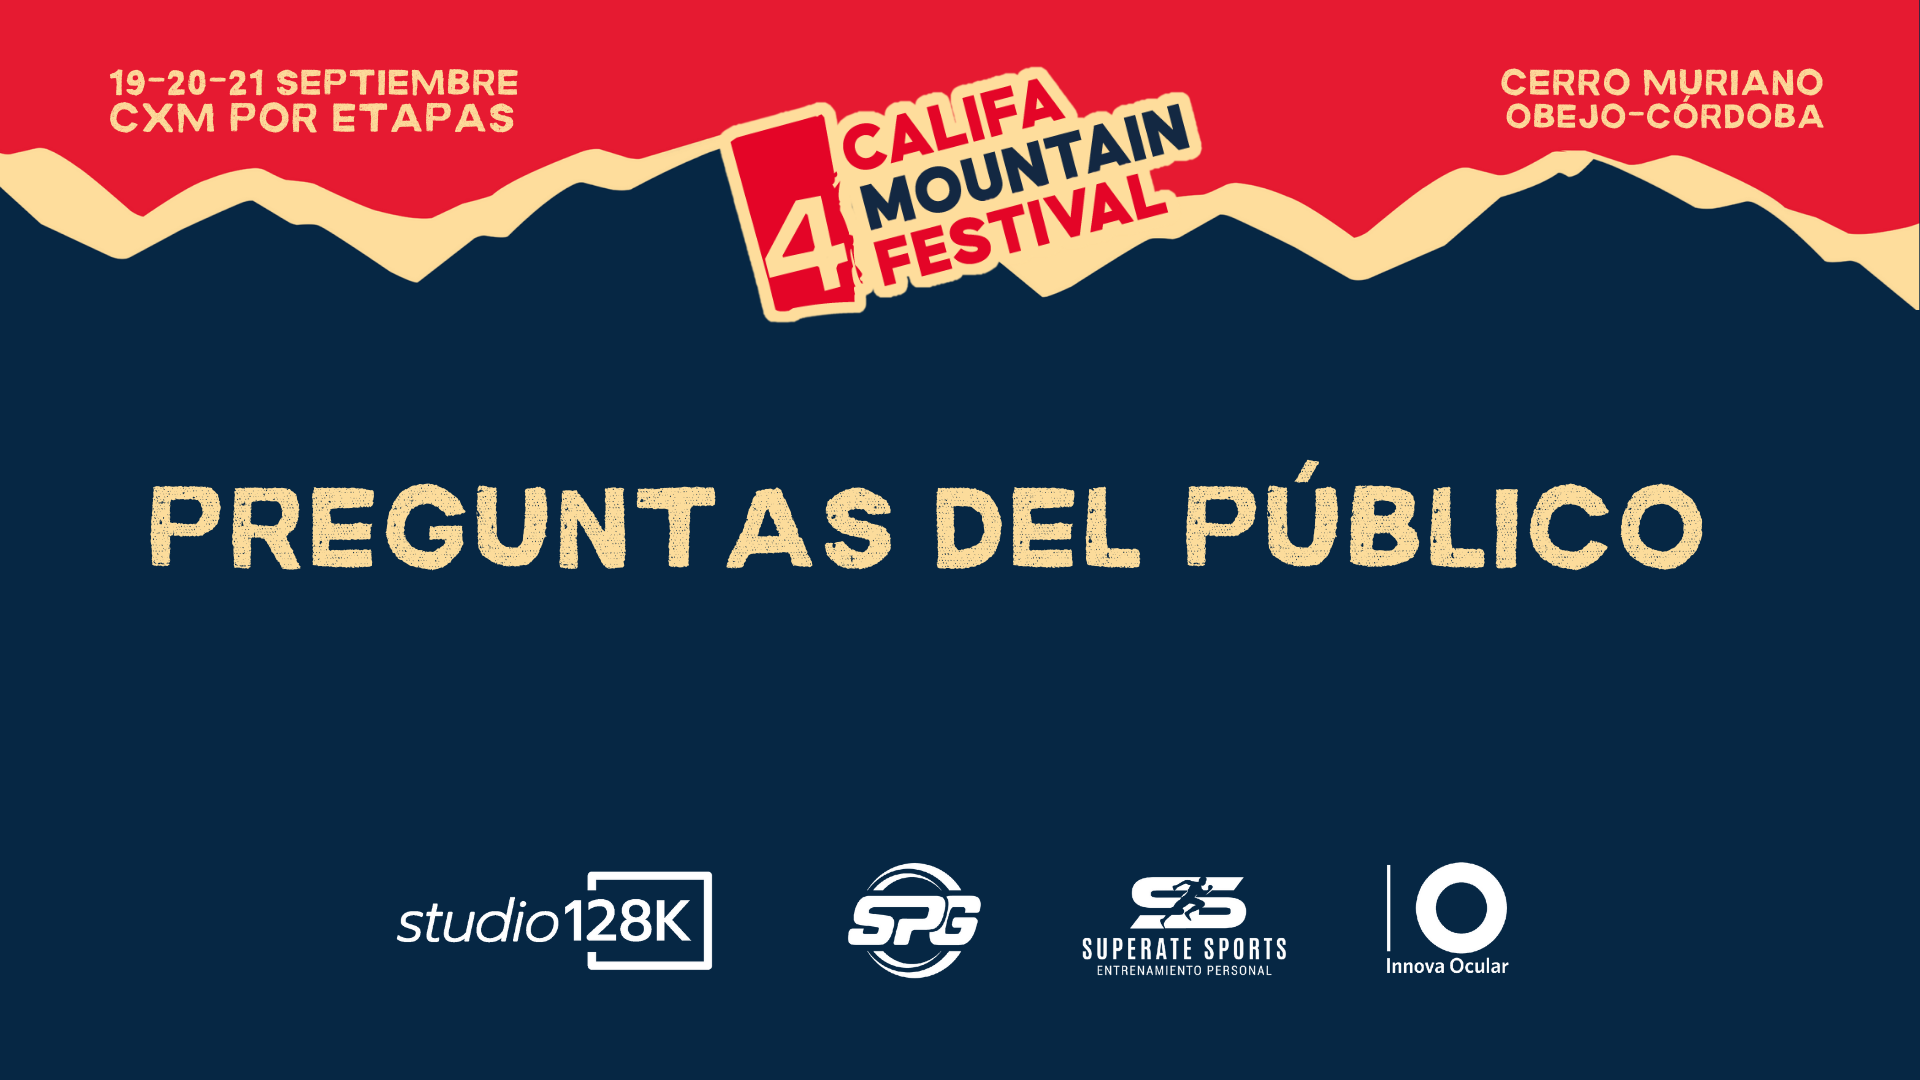 19-20-21 SEPTIEMBRE
CXM POR ETAPAS
4
CALIFA
MOUNTAIN
FESTIVAL
CERRO MURIANO
OBEJO-CÓRDOBA
PREGUNTAS DEL PÚBLICO
studio128K
SPG
SS
SUPERATE SPORTS
ENTRENAMIENTO PERSONAL
Innova Ocular